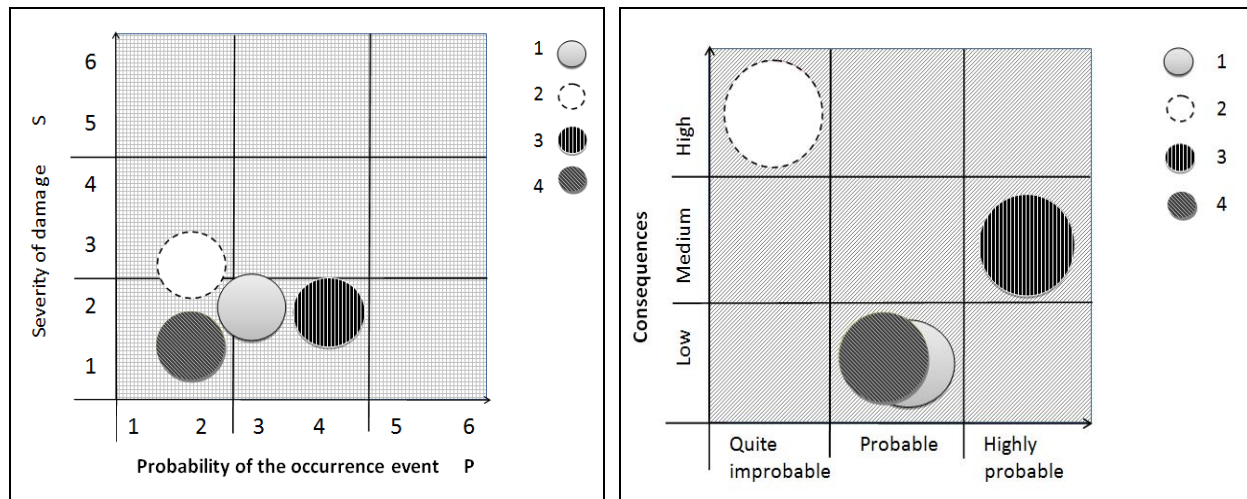 6
5
4
3
2
1
Severity of damage S
1 2 3 4 5 6
Probability of the occurrence event P
1
2
3
4
High
Medium
Low
Consequences
Quite improbable
Probable
Highly probable
1
2
3
4